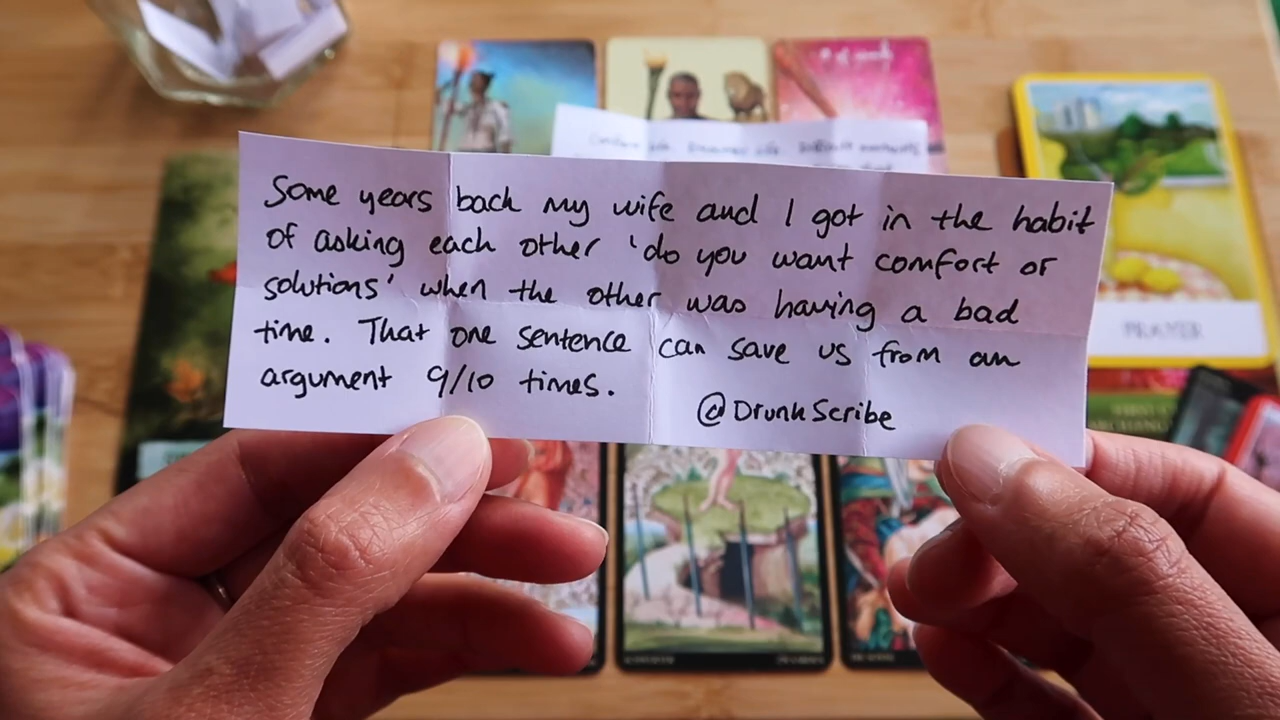 Some years back my wife and I got in the habit
of asking each other 'do you want comfort or
solutions' when the other was having a bad
time. That one sentence can save us from an
argument 9/10 times.
@DrunkScribe
PRAYER